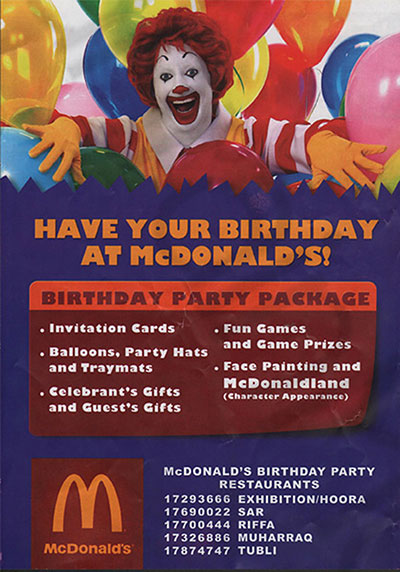 HAVE YOUR BIRTHDAY
AT McDONALD'S!
BIRTHDAY PARTY PACKAGE
• Invitation Cards
• Balloons, Party Hats
and Traymats
• Celebrant's Gifts
and Guest's Gifts
• Fun Games
and Game Prizes
• Face Painting and
McDonaldland
(Character Appearance)
McDonald's
McDONALD'S BIRTHDAY PARTY
RESTAURANTS
17293666 EXHIBITION/HOORA
17690022 SAR
17700444 RIFFA
17326886 MUHARRAQ
17874747 TUBLI